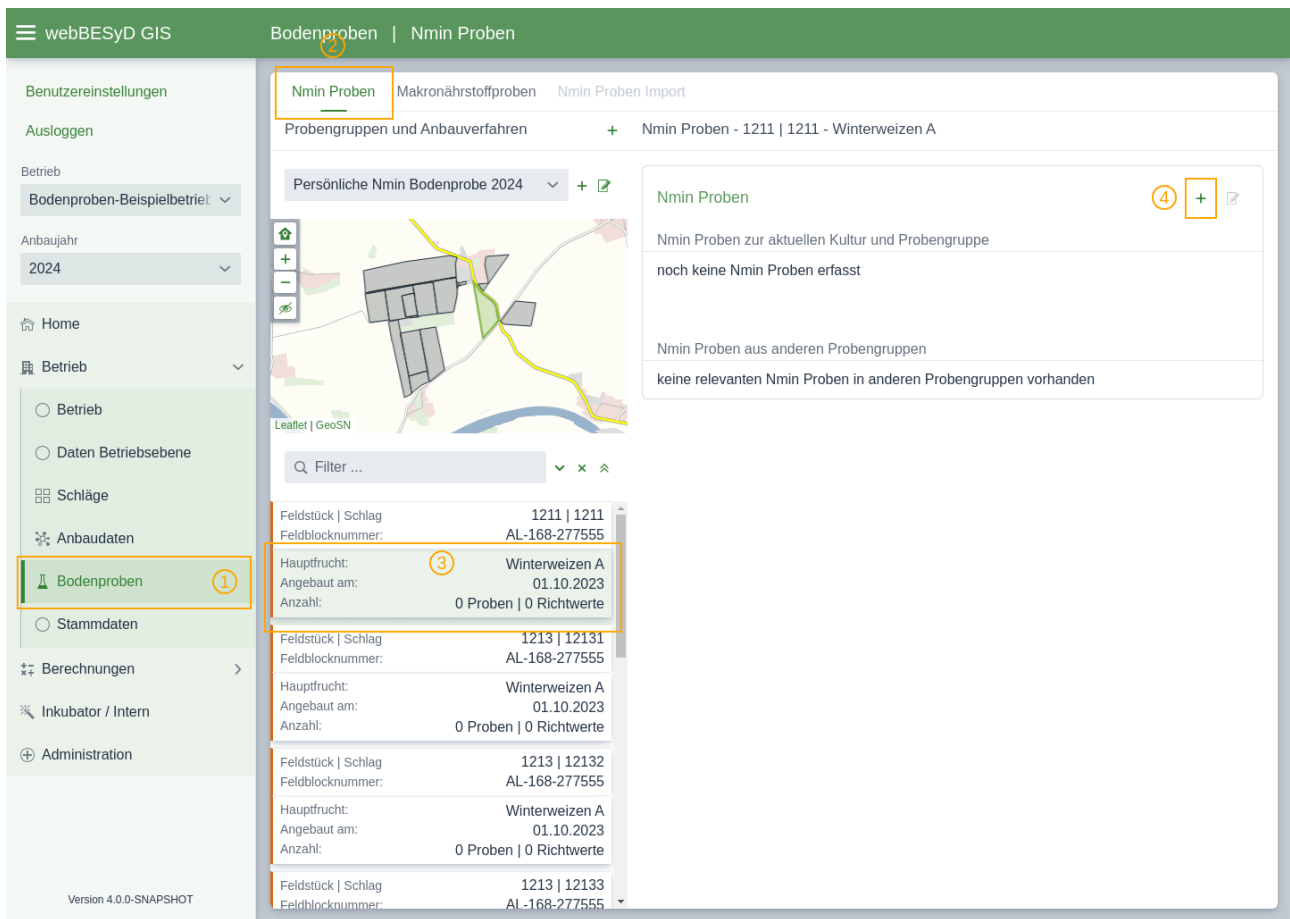 webBESyD GIS
Bodenproben | Nmin Proben
2
Benutzereinstellungen
Ausloggen
Betrieb
Bodenproben-Beispielbetrieb
Anbaujahr
2024
Home
Betrieb
Betrieb
Daten Betriebsebene
Schläge
Anbaudaten
Bodenproben 1
Stammdaten
Berechnungen
Inkubator / Intern
Administration
Version 4.0.0-SNAPSHOT
Nmin Proben Makronährstoffproben Nmin Proben Import
Probengruppen und Anbauverfahren +
Persönliche Nmin Bodenprobe 2024 +
+
−
Leaflet | GeoSN
Filter ...
Feldstück | Schlag 1211 | 1211
Feldblocknummer: AL-168-277555
Hauptfrucht: 3 Winterweizen A
Angebaut am: 01.10.2023
Anzahl: 0 Proben | 0 Richtwerte
Feldstück | Schlag 1213 | 12131
Feldblocknummer: AL-168-277555
Hauptfrucht: Winterweizen A
Angebaut am: 01.10.2023
Anzahl: 0 Proben | 0 Richtwerte
Feldstück | Schlag 1213 | 12132
Feldblocknummer: AL-168-277555
Hauptfrucht: Winterweizen A
Angebaut am: 01.10.2023
Anzahl: 0 Proben | 0 Richtwerte
Feldstück | Schlag 1213 | 12133
Feldblocknummer: AL-168-277555
Nmin Proben - 1211 | 1211 - Winterweizen A
Nmin Proben 4 +
Nmin Proben zur aktuellen Kultur und Probengruppe
noch keine Nmin Proben erfasst
Nmin Proben aus anderen Probengruppen
keine relevanten Nmin Proben in anderen Probengruppen vorhanden